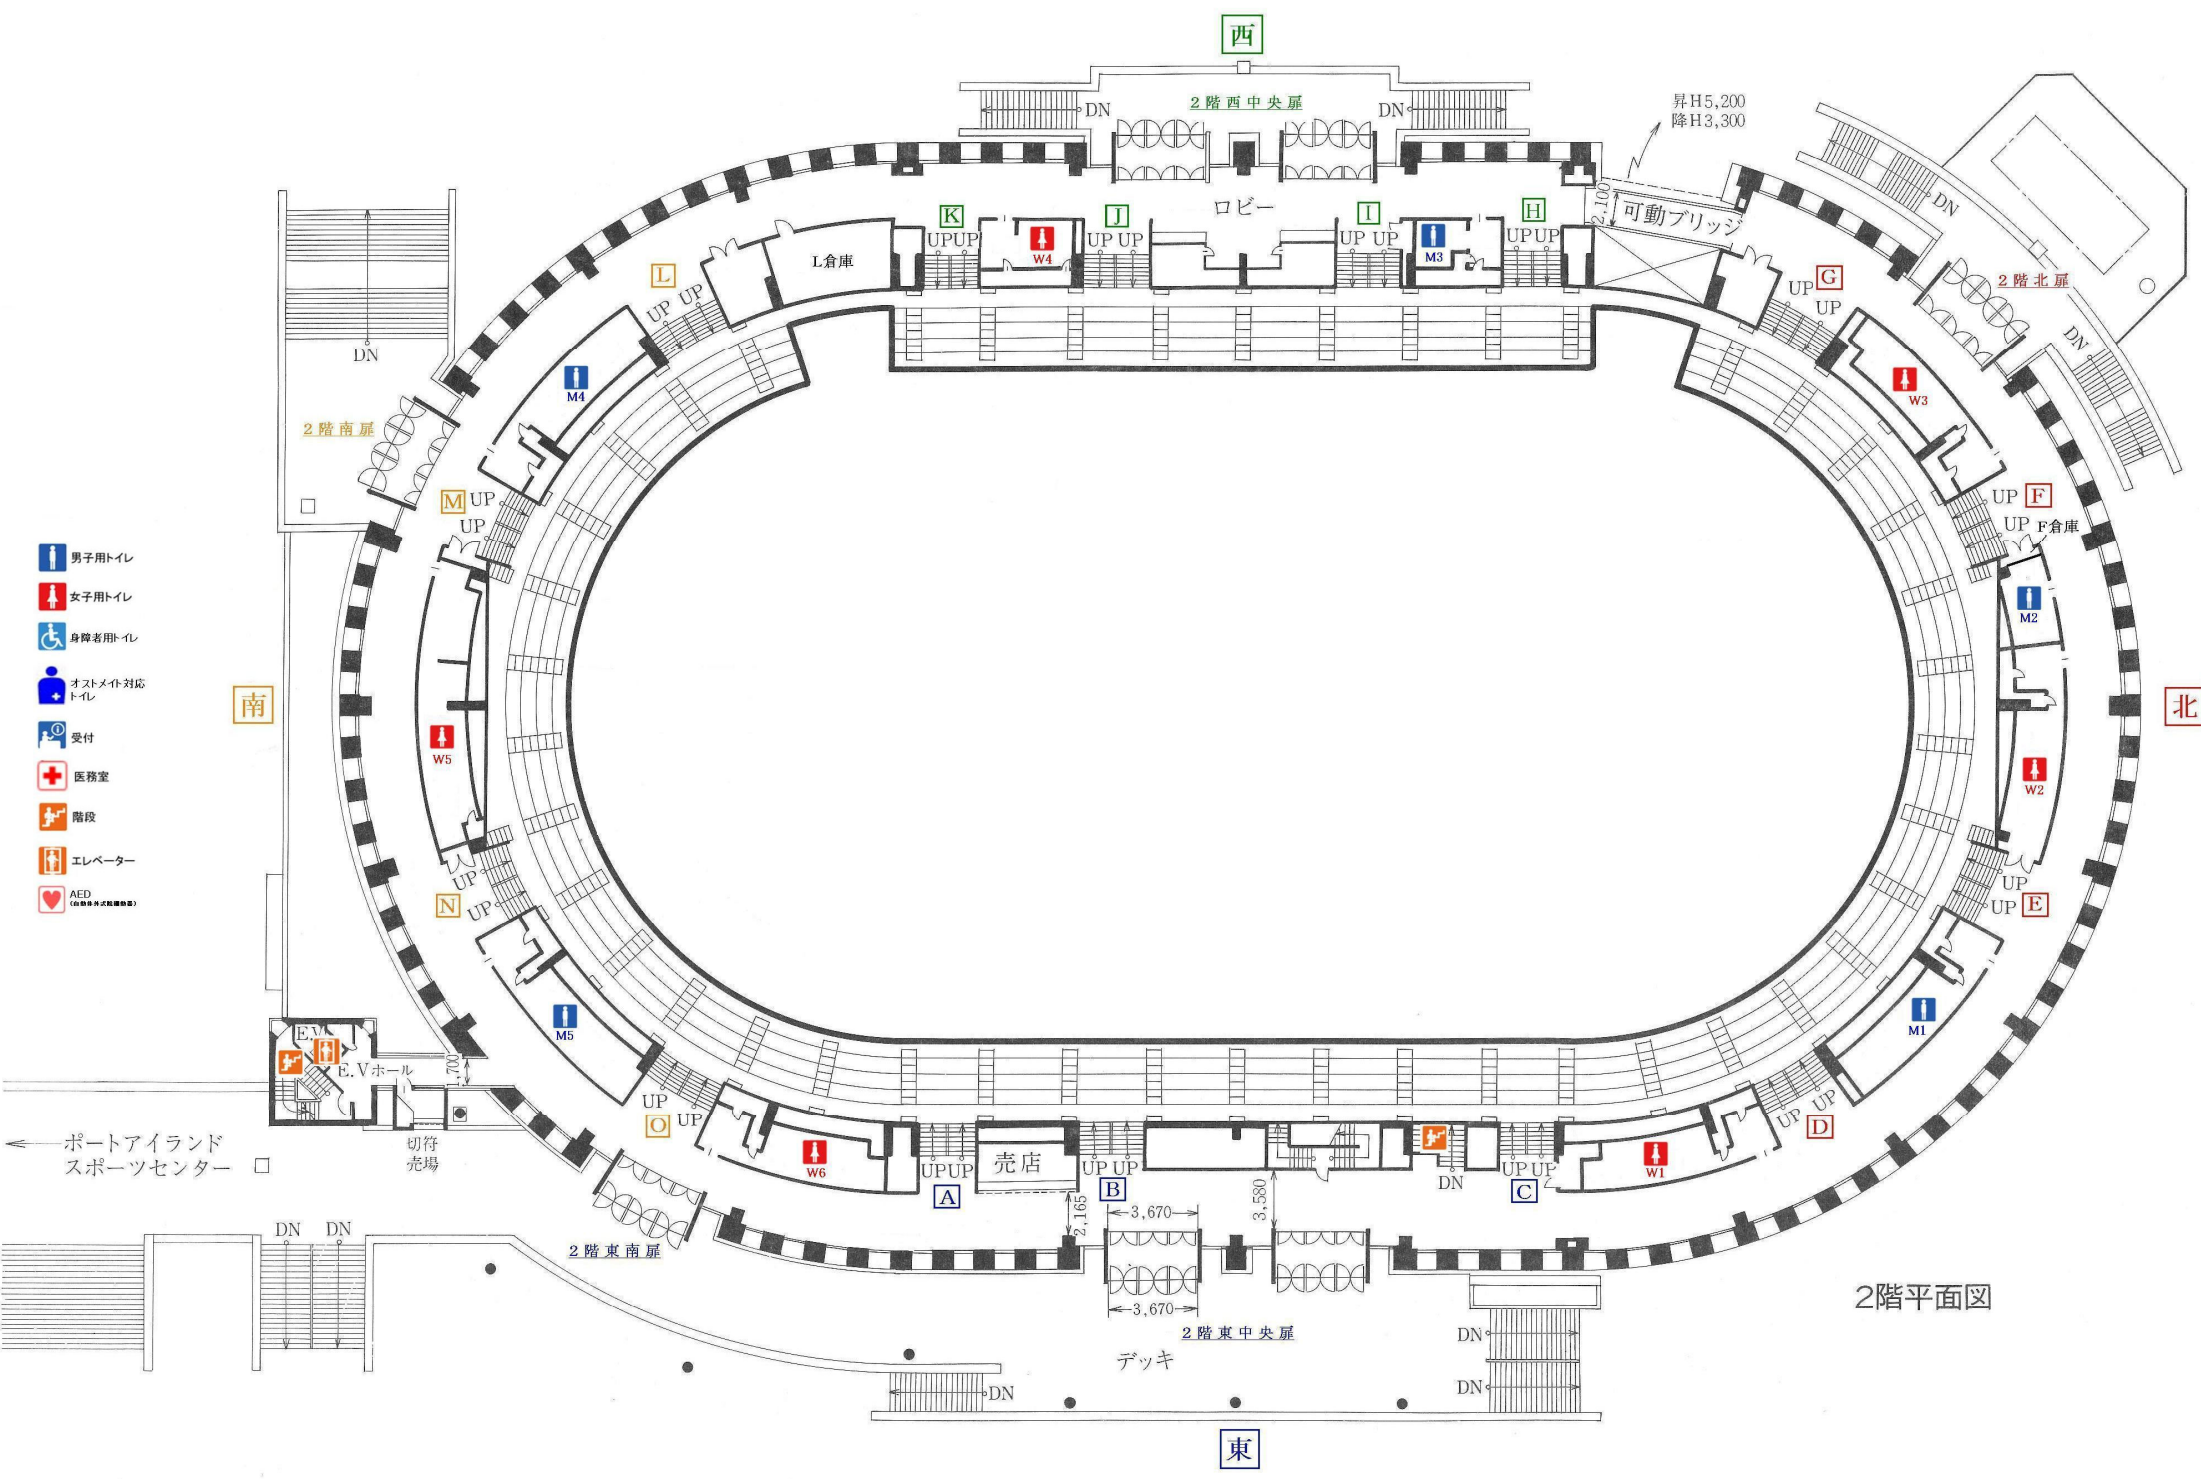 西
2階西中央扉
DN
DN
昇H5,200
降H3,300
DN
2,100
可動ブリッジ
ロビー
K
J
I
H
UP UP
UP UP
UP UP
UP UP
W4
M3
L倉庫
L
UP UP
G
UP
UP
2階北扉
DN
DN
M4
W3
2階南扉
M
UP
UP
UP
F
UP
F倉庫
男子用トイレ
女子用トイレ
身障者用トイレ
オストメイト対応
トイレ
受付
医務室
階段
エレベーター
AED
(自動体外式除細動器)
南
北
M2
W5
W2
UP
UP
N
UP
UP
E
M5
M1
E.V
E.Vホール
1,700
切符
売場
ポートアイランド
スポーツセンター
UP
UP
O
UP
UP
D
W6
W1
UP UP
売店
UP UP
DN
UP UP
A
B
C
2,165
3,670
3,580
3,670
2階東南扉
2階東中央扉
DN
DN
デッキ
DN
DN
DN
2階平面図
東